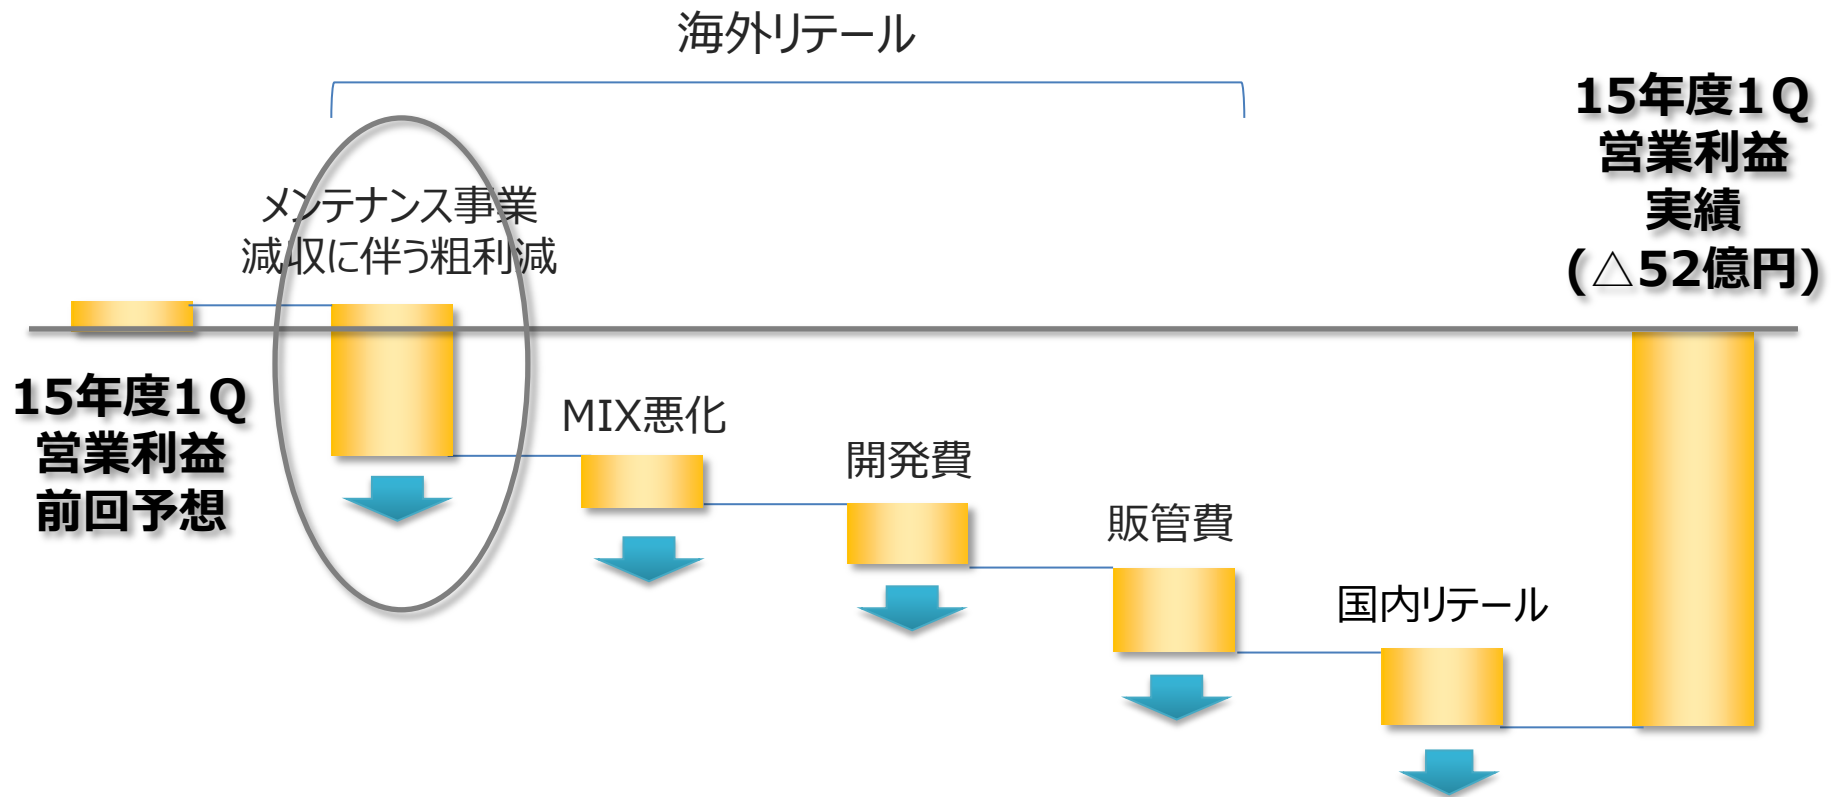 海外リテール
15年度1Q
営業利益
実績
(△52億円)
メンテナンス事業
減収に伴う粗利減
15年度1Q
営業利益
前回予想
MIX悪化
開発費
販管費
国内リテール